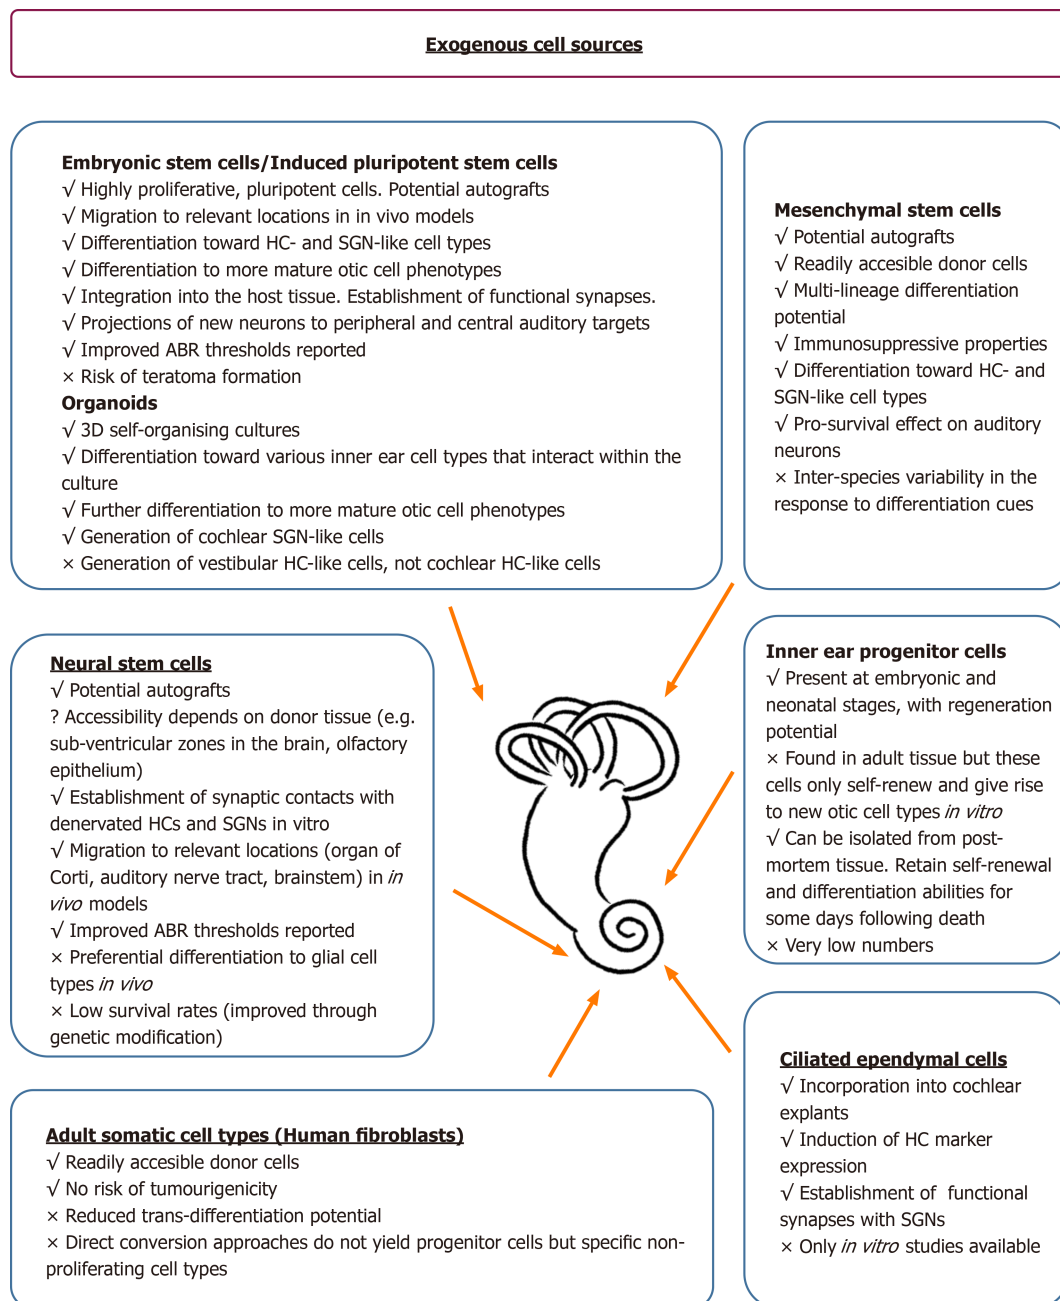 Exogenous cell sources
Embryonic stem cells/Induced pluripotent stem cells
√ Highly proliferative, pluripotent cells. Potential autografts
√ Migration to relevant locations in in vivo models
√ Differentiation toward HC- and SGN-like cell types
√ Differentiation to more mature otic cell phenotypes
√ Integration into the host tissue. Establishment of functional synapses.
√ Projections of new neurons to peripheral and central auditory targets
√ Improved ABR thresholds reported
× Risk of teratoma formation
Organoids
√ 3D self-organising cultures
√ Differentiation toward various inner ear cell types that interact within the
culture
√ Further differentiation to more mature otic cell phenotypes
√ Generation of cochlear SGN-like cells
× Generation of vestibular HC-like cells, not cochlear HC-like cells
Mesenchymal stem cells
√ Potential autografts
√ Readily accesible donor cells
√ Multi-lineage differentiation
potential
√ Immunosuppressive properties
√ Differentiation toward HC- and
SGN-like cell types
√ Pro-survival effect on auditory
neurons
× Inter-species variability in the
response to differentiation cues
Neural stem cells
√ Potential autografts
? Accessibility depends on donor tissue (e.g.
sub-ventricular zones in the brain, olfactory
epithelium)
√ Establishment of synaptic contacts with
denervated HCs and SGNs in vitro
√ Migration to relevant locations (organ of
Corti, auditory nerve tract, brainstem) in in
vivo models
√ Improved ABR thresholds reported
× Preferential differentiation to glial cell
types in vivo
× Low survival rates (improved through
genetic modification)
Inner ear progenitor cells
√ Present at embryonic and
neonatal stages, with regeneration
potential
× Found in adult tissue but these
cells only self-renew and give rise
to new otic cell types in vitro
√ Can be isolated from post-
mortem tissue. Retain self-renewal
and differentiation abilities for
some days following death
× Very low numbers
Adult somatic cell types (Human fibroblasts)
√ Readily accesible donor cells
√ No risk of tumourigenicity
× Reduced trans-differentiation potential
× Direct conversion approaches do not yield progenitor cells but specific non-
proliferating cell types
Ciliated ependymal cells
√ Incorporation into cochlear
explants
√ Induction of HC marker
expression
√ Establishment of  functional
synapses with SGNs
× Only in vitro studies available